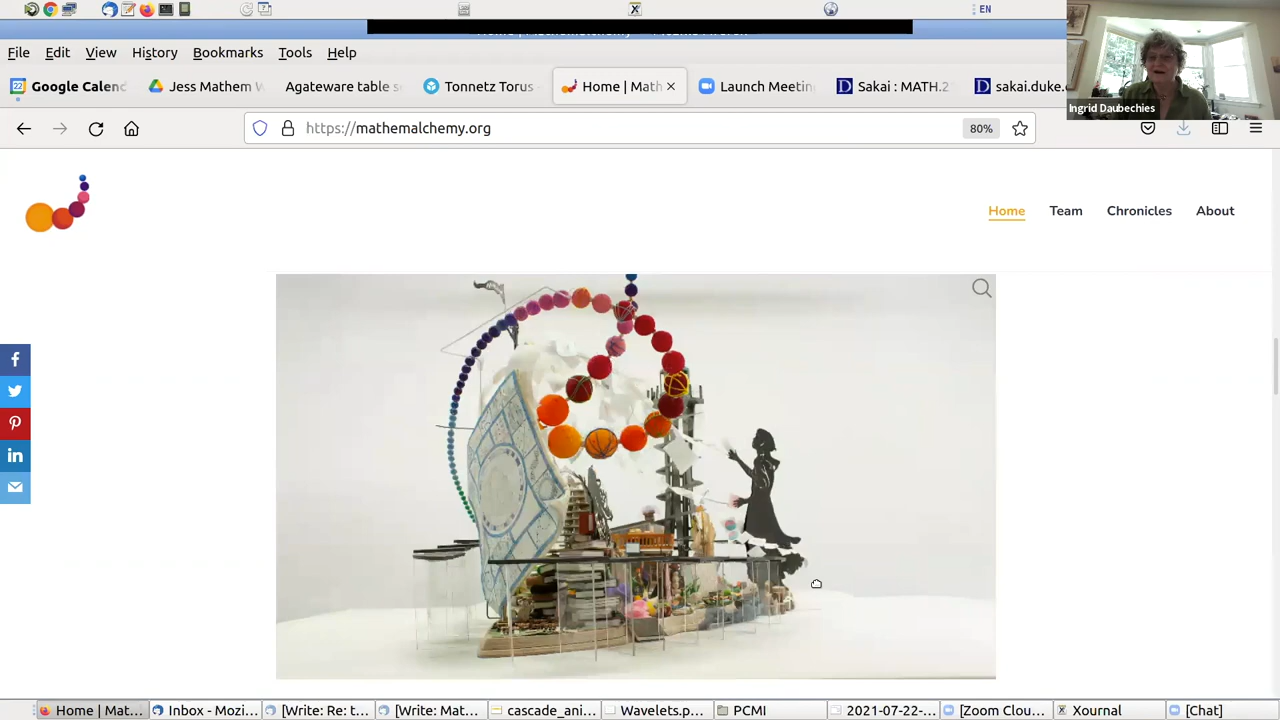 EN
File Edit View History Bookmarks Tools Help
Google Calend
Jess Mathem W
Agateware table s
Tonnetz Torus
Home | Math
Launch Meetin
Sakai : MATH.2
sakai.duke.
Ingrid Daubechies
https://mathemalchemy.org
80%
Home Team Chronicles About
Home | Mat...
Inbox - Mozi...
[Write: Re: t...
[Write: Mat...
cascade_ani...
Wavelets.p...
PCMI
2021-07-22-...
[Zoom Clou...
Xournal
[Chat]